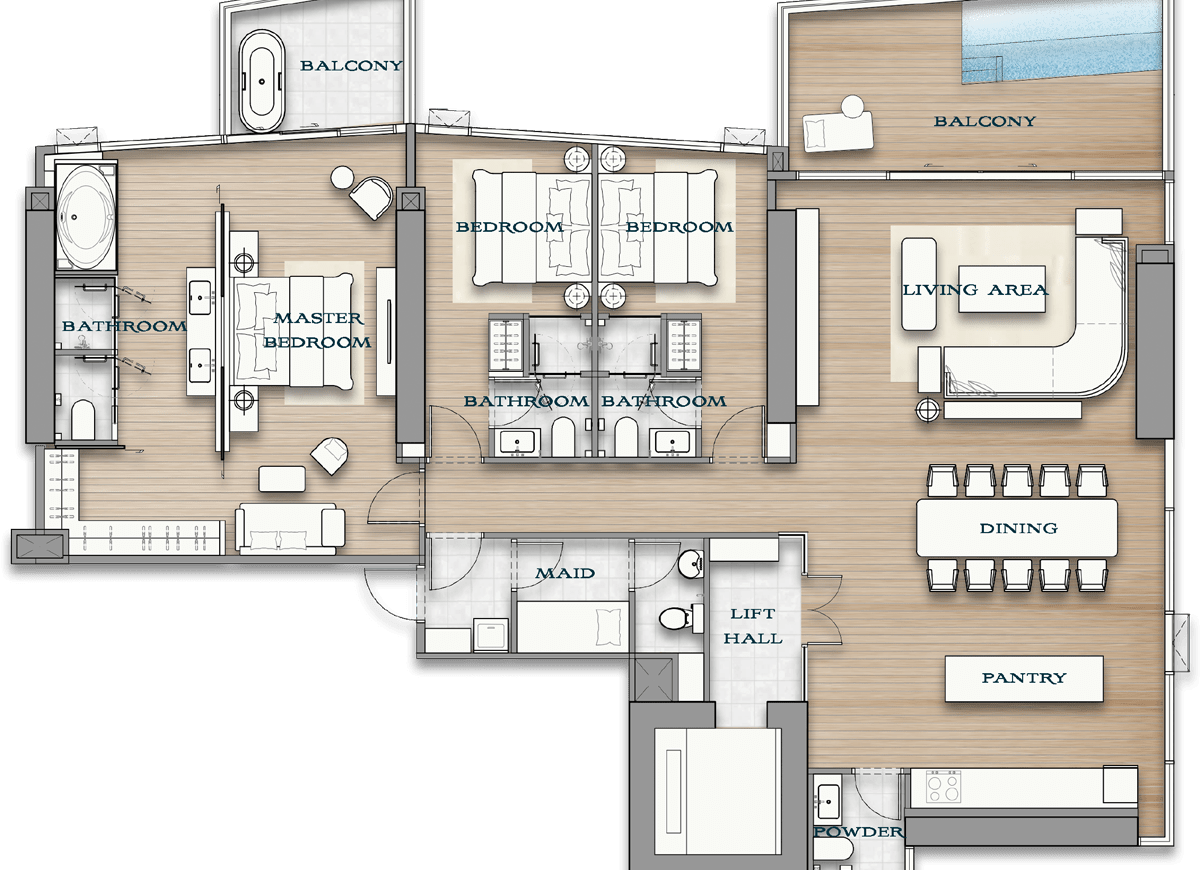 BALCONY
BALCONY
BEDROOM
BEDROOM
LIVING AREA
BATHROOM
MASTER
BEDROOM
BATHROOM
BATHROOM
DINING
MAID
LIFT
HALL
PANTRY
POWDER